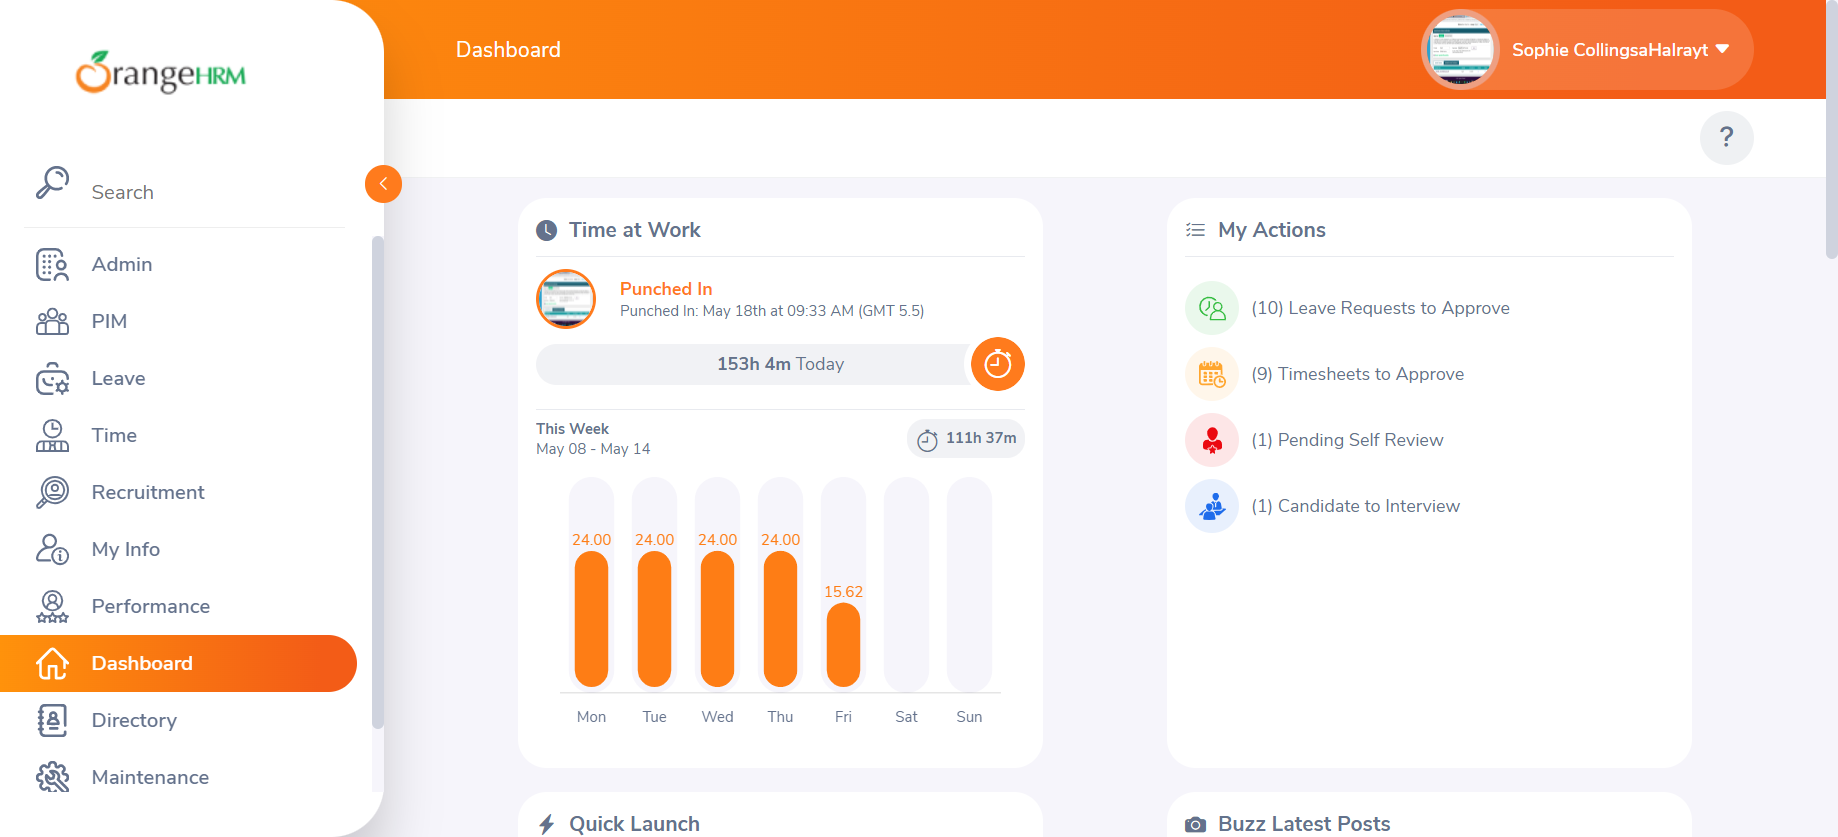 OrangeHRM
Search
Admin
PIM
Leave
Time
Recruitment
My Info
Performance
Dashboard
Directory
Maintenance
Dashboard
Sophie CollingsaHalrayt
?
Time at Work
Punched In
Punched In: May 18th at 09:33 AM (GMT 5.5)
153h 4m Today
This Week
May 08 - May 14
111h 37m
24.00 24.00 24.00 24.00
15.62
Mon Tue Wed Thu Fri Sat Sun
My Actions
(10) Leave Requests to Approve
(9) Timesheets to Approve
(1) Pending Self Review
(1) Candidate to Interview
Quick Launch
Buzz Latest Posts